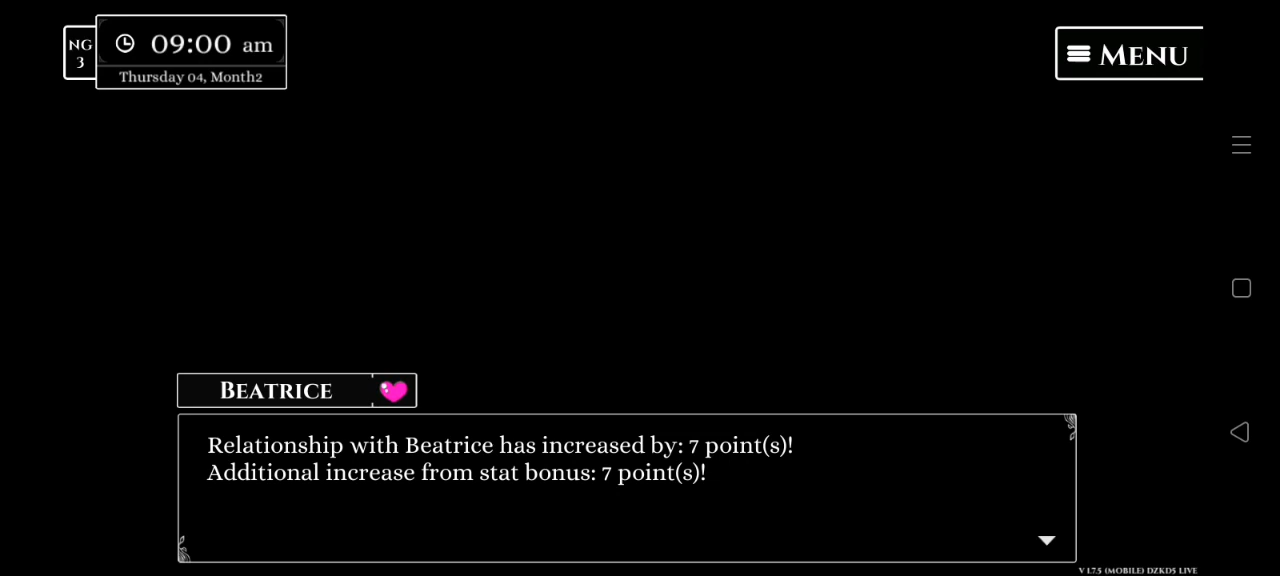 NG
3
09:00 am
Thursday 04, Month2
MENU
BEATRICE
Relationship with Beatrice has increased by: 7 point(s)!
Additional increase from stat bonus: 7 point(s)!
V 1.7.5 (MOBILE) DZKD5 LIVE